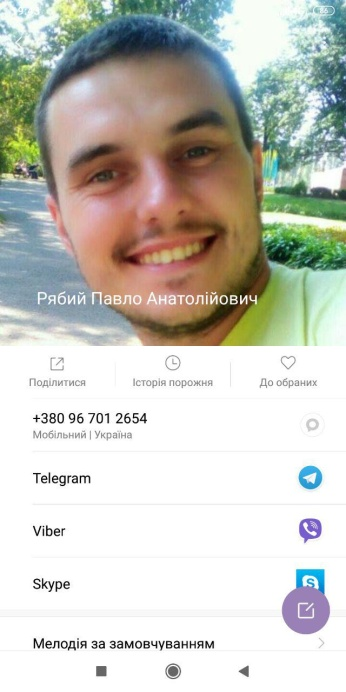 Рябий Павло Анатолійович
Поділитися
Історія порожня
До обраних
+380 96 701 2654
Мобільний | Україна
Telegram
Viber
Skype
Мелодія за замовчуванням